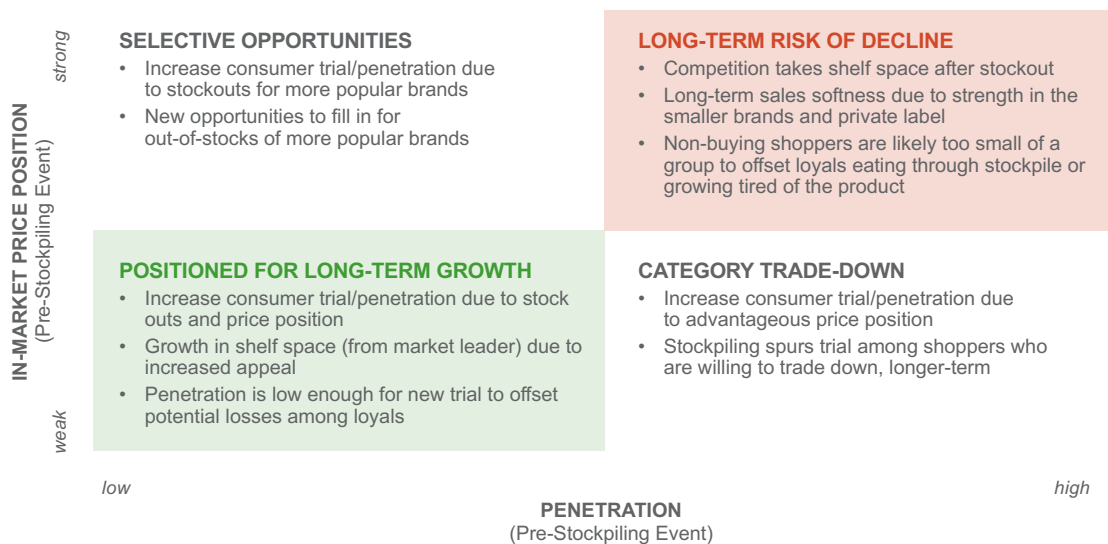 IN-MARKET PRICE POSITION
(Pre-Stockpiling Event)
strong
weak
SELECTIVE OPPORTUNITIES
• Increase consumer trial/penetration due
to stockouts for more popular brands
• New opportunities to fill in for
out-of-stocks of more popular brands
LONG-TERM RISK OF DECLINE
• Competition takes shelf space after stockout
• Long-term sales softness due to strength in the
smaller brands and private label
• Non-buying shoppers are likely too small of a
group to offset loyals eating through stockpile or
growing tired of the product
POSITIONED FOR LONG-TERM GROWTH
• Increase consumer trial/penetration due to stock
outs and price position
• Growth in shelf space (from market leader) due to
increased appeal
• Penetration is low enough for new trial to offset
potential losses among loyals
CATEGORY TRADE-DOWN
• Increase consumer trial/penetration due
to advantageous price position
• Stockpiling spurs trial among shoppers who
are willing to trade down, longer-term
low
high
PENETRATION
(Pre-Stockpiling Event)